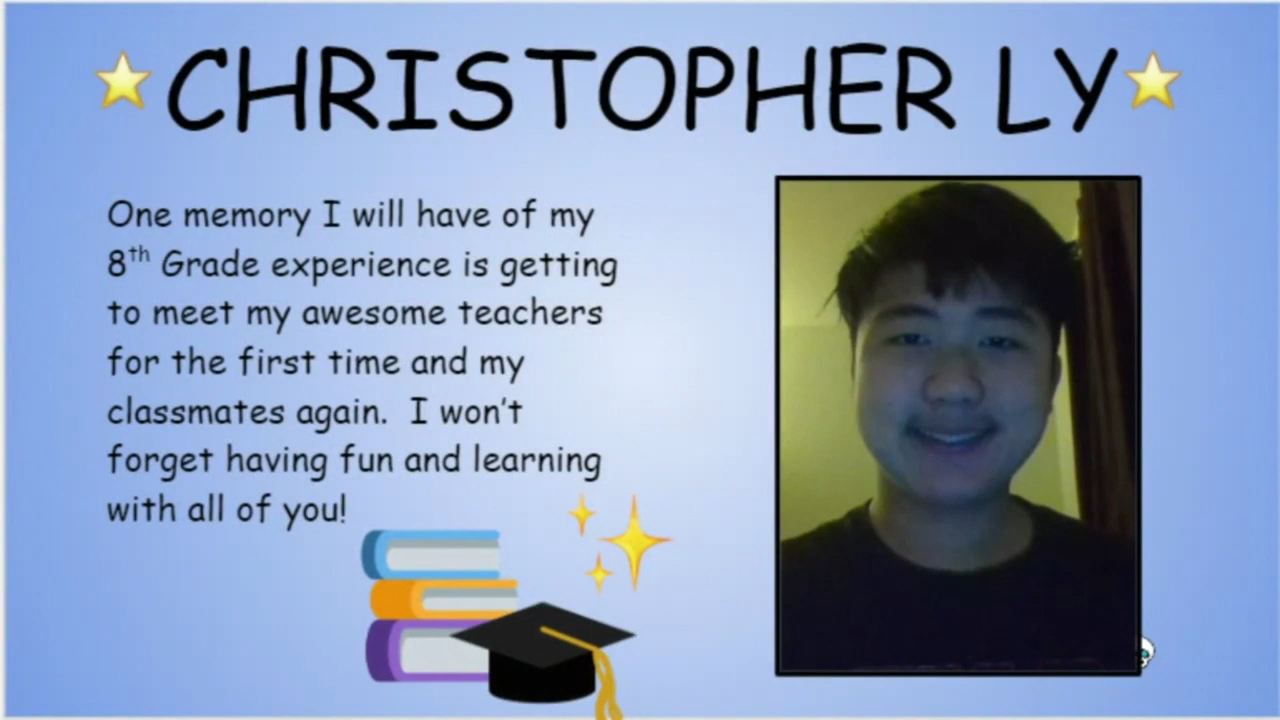 CHRISTOPHER LY
One memory I will have of my
8th Grade experience is getting
to meet my awesome teachers
for the first time and my
classmates again. I won't
forget having fun and learning
with all of you!